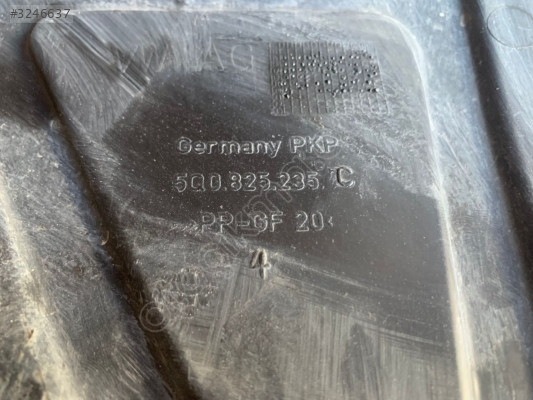 #3246637
Germany PKP
5Q0.825.235. C
>PP-GF 20<
4